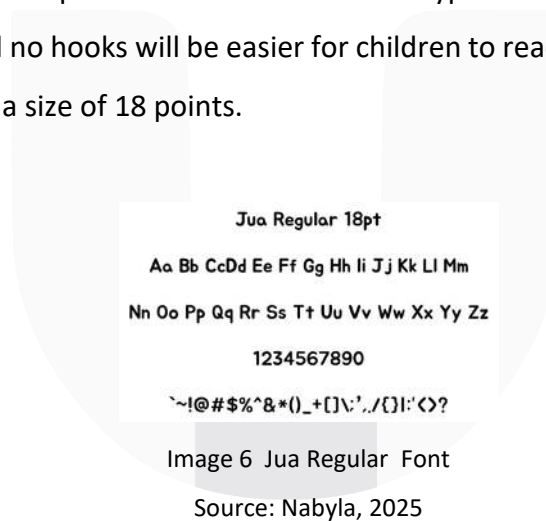 no hooks will be easier for children to rea
a size of 18 points.
Jua Regular 18pt
Aa Bb CcDd Ee Ff Gg Hh Ii Jj Kk Ll Mm
Nn Oo Pp Qq Rr Ss Tt Uu Vv Ww Xx Yy Zz
1234567890
`~!@#$%^&*()_+[]\;',./{}|:'<>?
Image 6 Jua Regular Font
Source: Nabyla, 2025